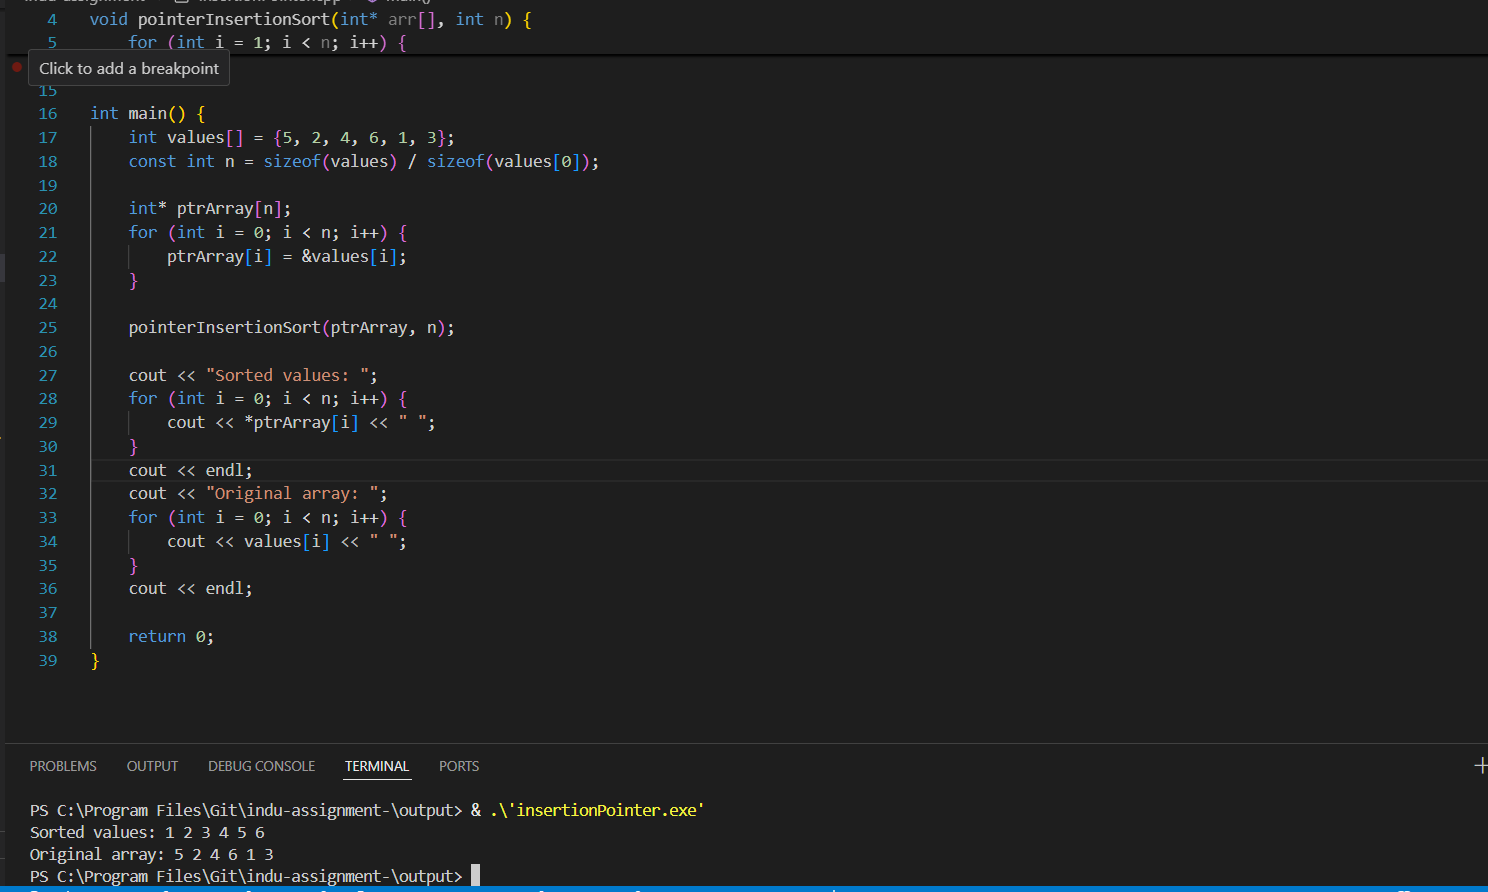 4 void pointerInsertionSort(int* arr[], int n) {
5 for (int i = 1; i < n; i++) {
Click to add a breakpoint
15
16 int main() {
17 int values[] = {5, 2, 4, 6, 1, 3};
18 const int n = sizeof(values) / sizeof(values[0]);
19
20 int* ptrArray[n];
21 for (int i = 0; i < n; i++) {
22 ptrArray[i] = &values[i];
23 }
24
25 pointerInsertionSort(ptrArray, n);
26
27 cout << "Sorted values: ";
28 for (int i = 0; i < n; i++) {
29 cout << *ptrArray[i] << " ";
30 }
31 cout << endl;
32 cout << "Original array: ";
33 for (int i = 0; i < n; i++) {
34 cout << values[i] << " ";
35 }
36 cout << endl;
37
38 return 0;
39 }
PROBLEMS OUTPUT DEBUG CONSOLE TERMINAL PORTS
PS C:\Program Files\Git\indu-assignment-\output> & .\'insertionPointer.exe'
Sorted values: 1 2 3 4 5 6
Original array: 5 2 4 6 1 3
PS C:\Program Files\Git\indu-assignment-\output>